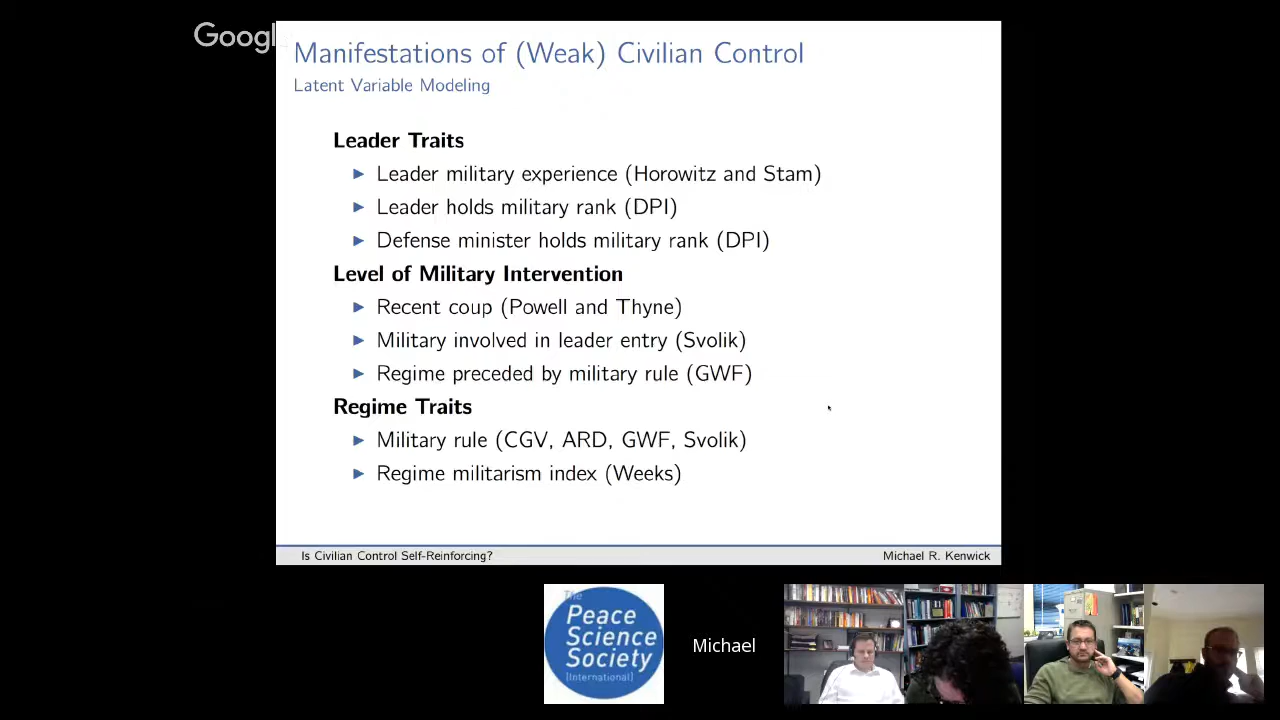 Googl
Manifestations of (Weak) Civilian Control
Latent Variable Modeling
Leader Traits
Leader military experience (Horowitz and Stam)
Leader holds military rank (DPI)
Defense minister holds military rank (DPI)
Level of Military Intervention
Recent coup (Powell and Thyne)
Military involved in leader entry (Svolik)
Regime preceded by military rule (GWF)
Regime Traits
Military rule (CGV, ARD, GWF, Svolik)
Regime militarism index (Weeks)
Is Civilian Control Self-Reinforcing?
Michael R. Kenwick
The
Peace
Science
Society
[International]
Michael